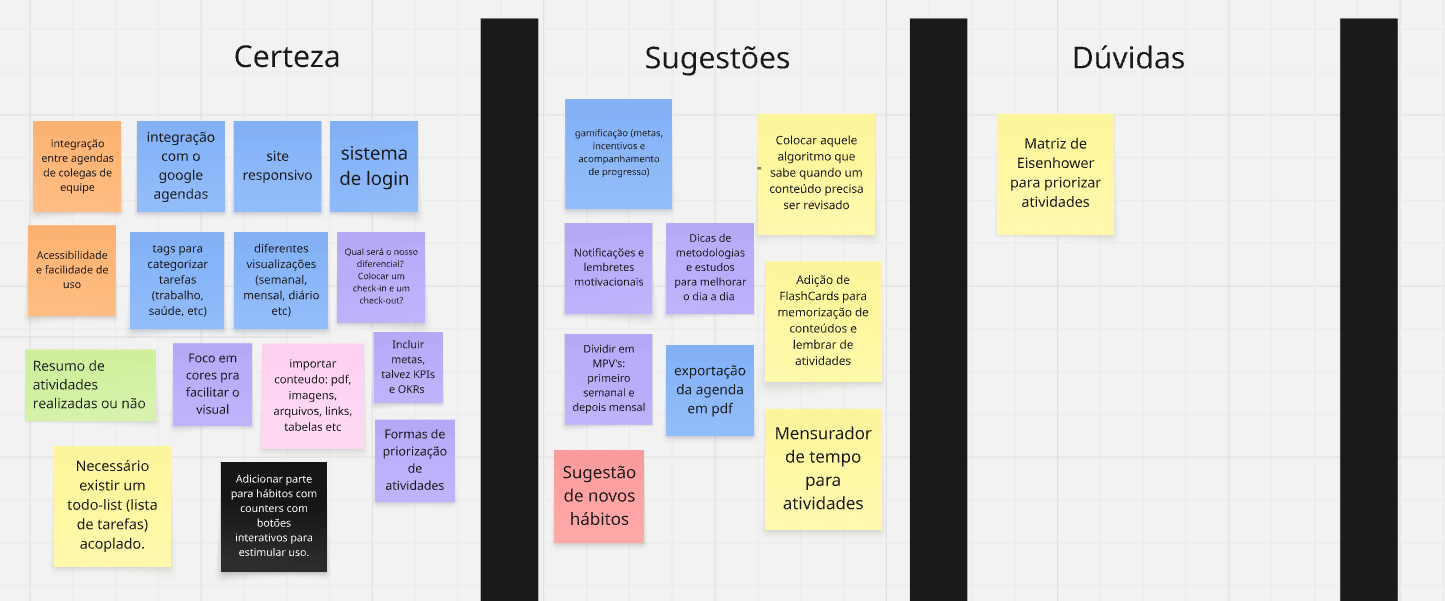 Certeza
Integração
entre agendas
de colegas de
equipe
integração
com o
google
agendas
site
responsivo
sistema
de login
Acessibilidade
e facilidade de
uso
tags para
categorizar
tarefas
(trabalho,
saúde, etc)
diferentes
visualizações
(semanal,
mensal, diário
etc)
Qual será o nosso
diferencial?
Colocar um
check-in e um
check-out?
Resumo de
atividades
realizadas ou não
Foco em
cores pra
facilitar o
visual
importar
conteudo: pdf,
imagens,
arquivos, links,
tabelas etc
Incluir
metas,
talvez KPIs
e OKRs
Formas de
priorização
de
atividades
Necessário
existir um
todo-list (lista
de tarefas)
acoplado.
Adicionar parte
para hábitos com
counters com
botões
interativos para
estimular uso.
Sugestões
gamificação (metas,
incentivos e
acompanhamento
de progresso)
Colocar aquele
algoritmo que
sabe quando um
conteúdo precisa
ser revisado
Notificações e
lembretes
motivacionais
Dicas de
metodologias
e estudos
para melhorar
o dia a dia
Adição de
FlashCards para
memorização de
conteúdos e
lembrar de
atividades
Dividir em
MPV's:
primeiro
semanal e
depois mensal
exportação
da agenda
em pdf
Mensurador
de tempo
para
atividades
Sugestão
de novos
hábitos
Dúvidas
Matriz de
Eisenhower
para priorizar
atividades